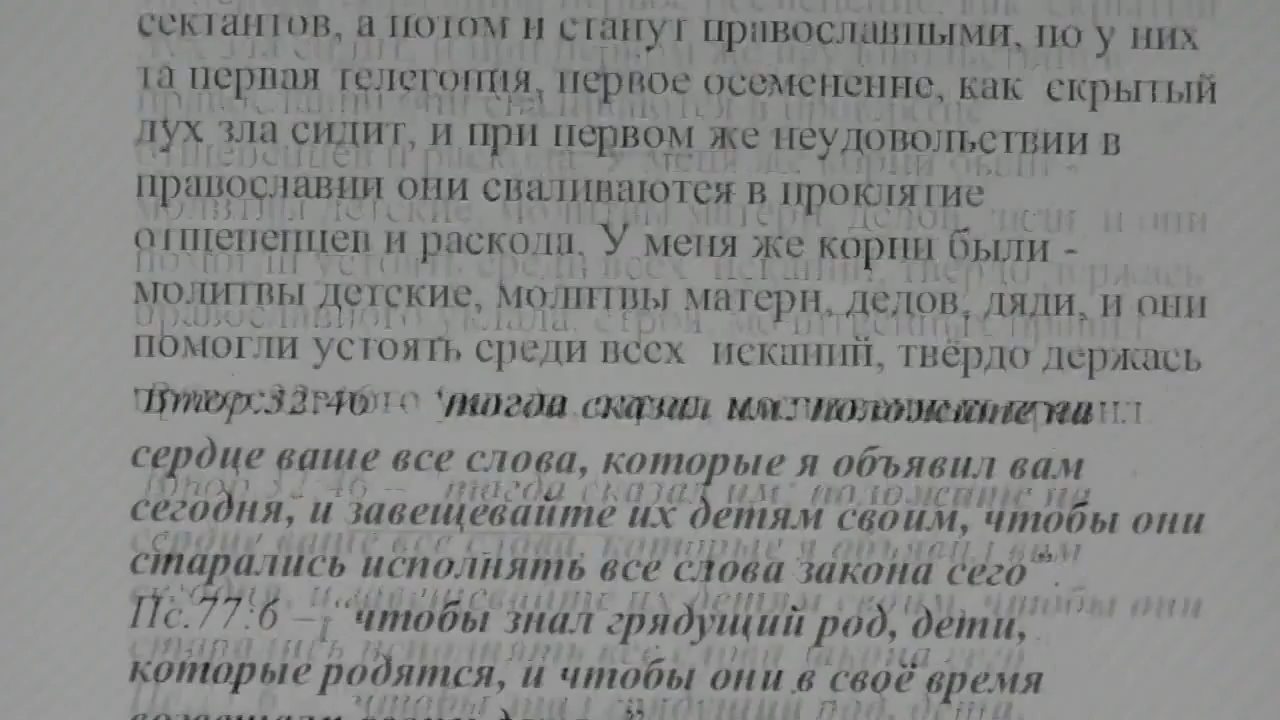 сектантов, а потом и станут православными, но у них
та первая телегония, первое осеменение, как скрытый
дух зла сидит, и при первом же неудовольствии в
православии они сваливаются в проклятие
отщепенцев и раскола. У меня же корни были -
молитвы детские, молитвы матери, дедов, дяди, и они
помогли устоять среди всех исканий, твёрдо держась
Втор.32:46 тогда сказал им: положите на
сердце ваше все слова, которые я объявил вам
сегодня, и завещевайте их детям своим, чтобы они
старались исполнять все слова закона сего"
Пс.77:6 – чтобы знал грядущий род, дети,
которые родятся, и чтобы они в своё время